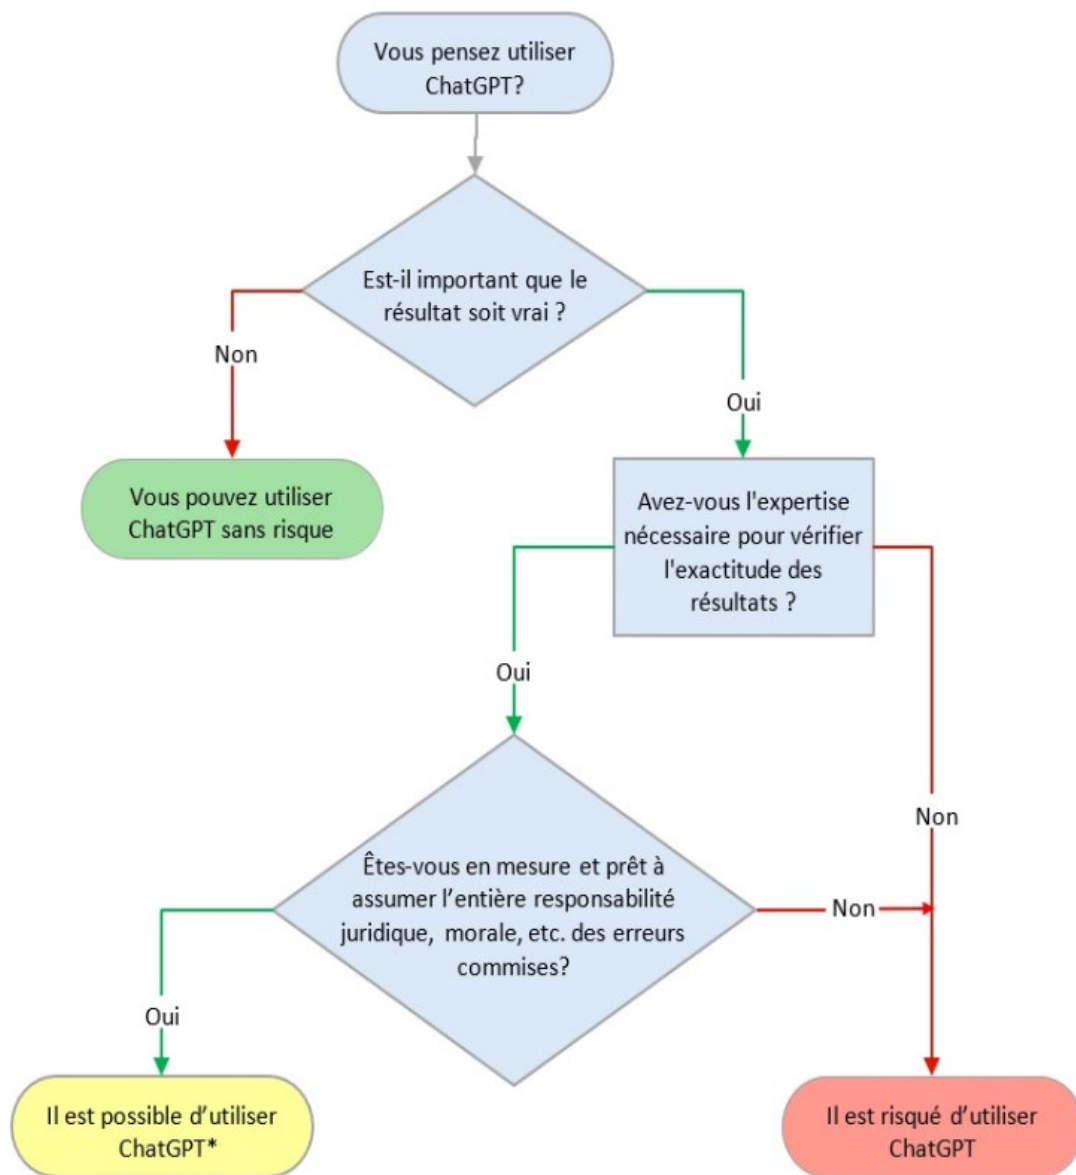 Vous pensez utiliser
ChatGPT?
Est-il important que le
résultat soit vrai ?
Non
Oui
Vous pouvez utiliser
ChatGPT sans risque
Avez-vous l'expertise
nécessaire pour vérifier
l'exactitude des
résultats ?
Oui
Non
Êtes-vous en mesure et prêt à
assumer l’entière responsabilité
juridique, morale, etc. des erreurs
commises?
Non
Oui
Il est possible d’utiliser
ChatGPT*
Il est risqué d’utiliser
ChatGPT